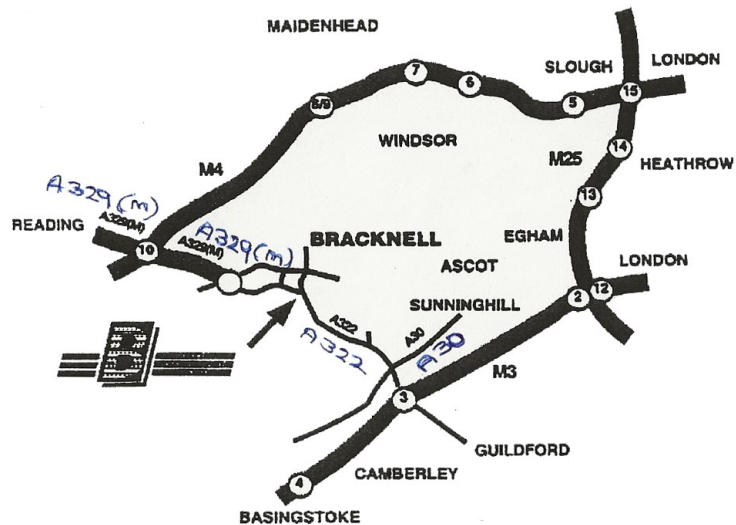 MAIDENHEAD
SLOUGH
LONDON
7
6
8/9
5
15
WINDSOR
M4
M25
14
HEATHROW
A329(m)
A329(M)
13
READING
10
A329(M)
A329(m)
BRACKNELL
EGHAM
ASCOT
LONDON
SUNNINGHILL
2
12
A322
A322
A30
A30
M3
3
GUILDFORD
CAMBERLEY
4
BASINGSTOKE